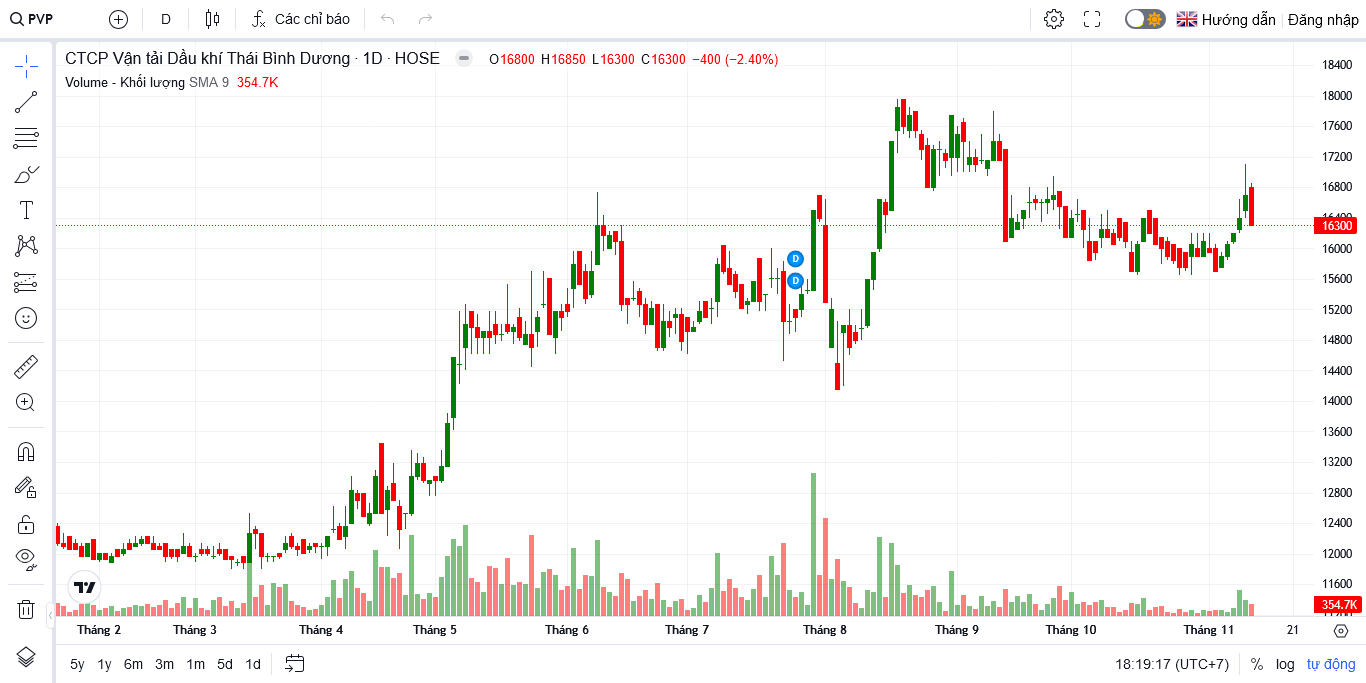 PVP D Các chỉ báo Hướng dẫn Đăng nhập
CTCP Vận tải Dầu khí Thái Bình Dương · 1D · HOSE O16800 H16850 L16300 C16300 −400 (−2.40%)
Volume - Khối lượng SMA 9 354.7K
18400
18000
17600
17200
16800
16400
16300
16000
15600
15200
14800
14400
14000
13600
13200
12800
12400
12000
11600
354.7K
11200
D
D
Tháng 2 Tháng 3 Tháng 4 Tháng 5 Tháng 6 Tháng 7 Tháng 8 Tháng 9 Tháng 10 Tháng 11 21
5y 1y 6m 3m 1m 5d 1d 18:19:17 (UTC+7) % log tự động